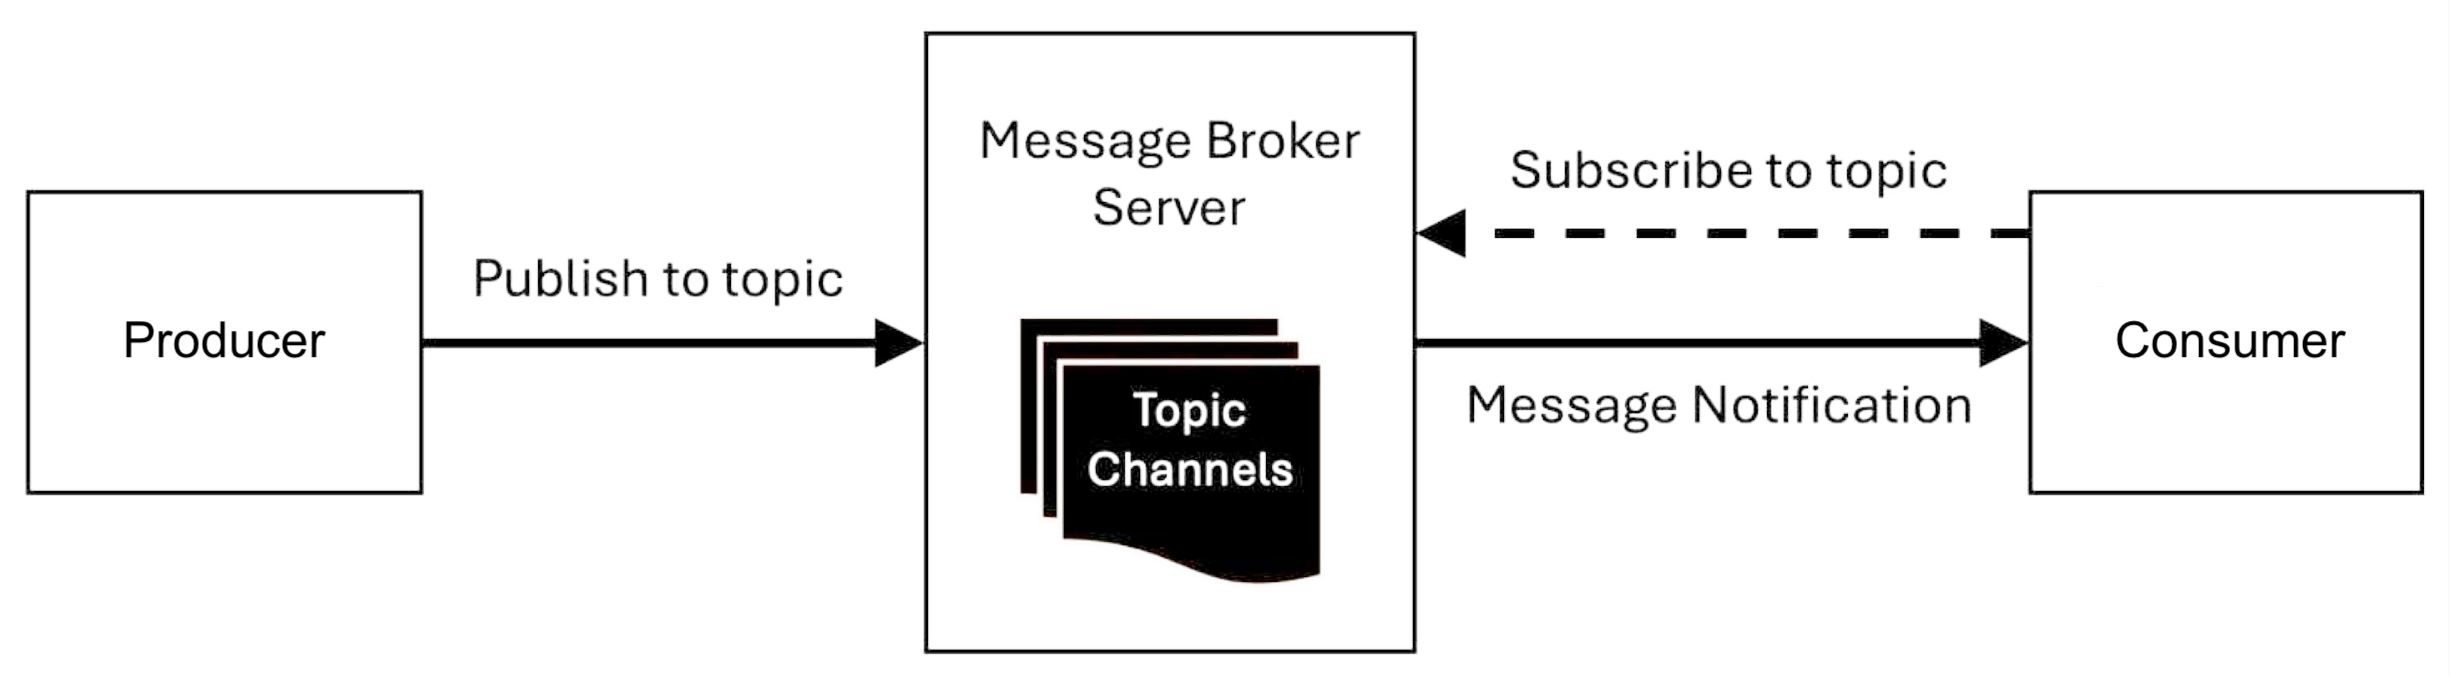 Producer
Publish to topic
Message Broker
Server
Topic
Channels
Subscribe to topic
Message Notification
Consumer